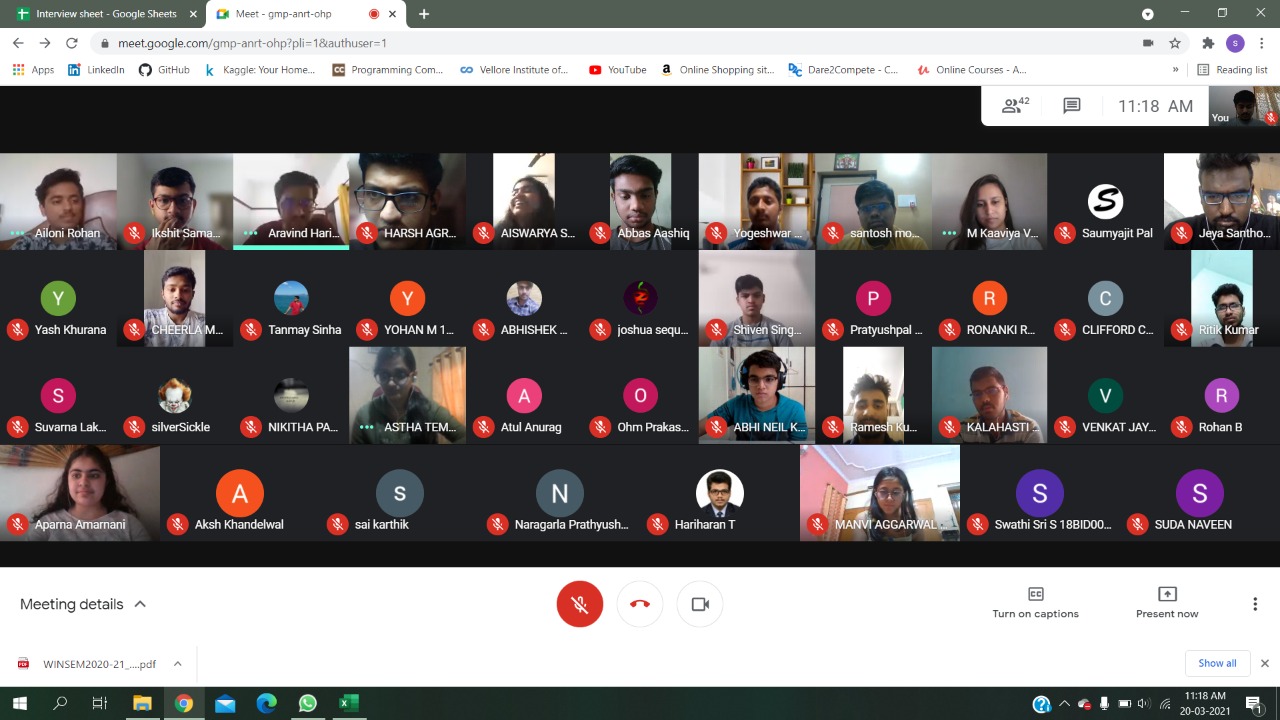 Interview sheet - Google Sheets
Meet - gmp-anrt-ohp
meet.google.com/gmp-anrt-ohp?pli=1&authuser=1
S
Apps LinkedIn GitHub Kaggle: Your Home... Programming Com... Vellore Institute of... YouTube Online Shopping sit... Dare2Compete - C... Online Courses - A... » Reading list
42 11:18 AM You
Ailoni Rohan Ikshit Sama... Aravind Hari... HARSH AGR... AISWARYA S... Abbas Aashiq Yogeshwar ... santosh mo... M Kaaviya V... Saumyajit Pal Jeya Santho...
Y Y P R C
Yash Khurana CHEERLA M... Tanmay Sinha YOHAN M 1... ABHISHEK ... joshua sequ... Shiven Sing... Pratyushpal ... RONANKI R... CLIFFORD C... Ritik Kumar
S A O V R
Suvarna Lak... silverSickle NIKITHA PA... ASTHA TEM... Atul Anurag Ohm Prakas... ABHI NEIL K... Ramesh Ku... KALAHASTI ... VENKAT JAY... Rohan B
A s N S S
Aparna Amarnani Aksh Khandelwal sai karthik Naragarla Prathyush... Hariharan T MANVI AGGARWAL ... Swathi Sri S 18BID00... SUDA NAVEEN
Meeting details
Turn on captions
Present now
WINSEM2020-21_....pdf
Show all
11:18 AM
20-03-2021
1